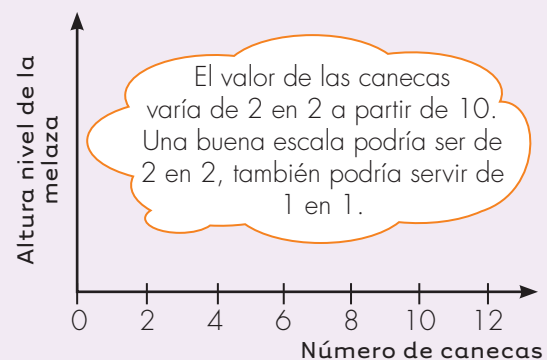 Altura nivel de la
melaza
El valor de las canecas
varía de 2 en 2 a partir de 10.
Una buena escala podría ser de
2 en 2, también podría servir de
1 en 1.
0 2 4 6 8 10 12
Número de canecas